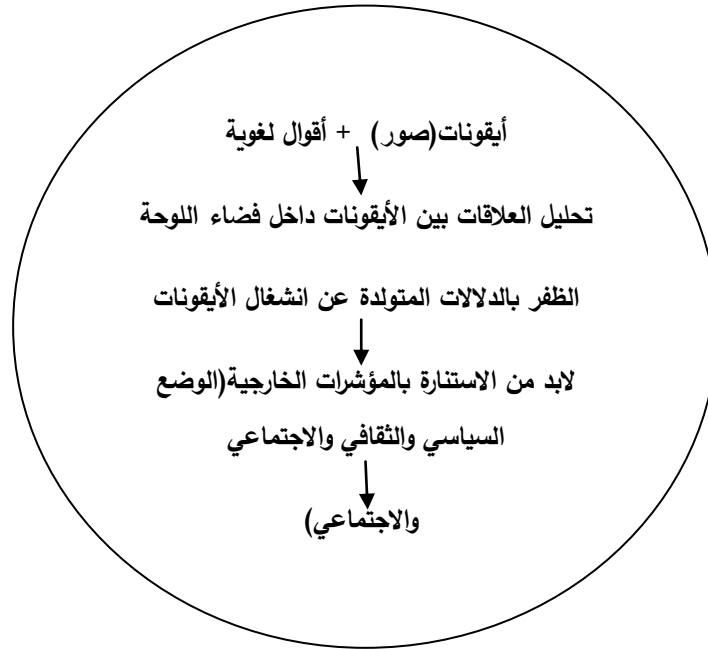 أيقونات(صور) + أقوال لغوية
تحليل العلاقات بين الأيقونات داخل فضاء اللوحة
الظفر بالدلالات المتولدة عن انشغال الأيقونات
لابد من الاستنارة بالمؤشرات الخارجية(الوضع
السياسي والثقافي والاجتماعي
والاجتماعي)